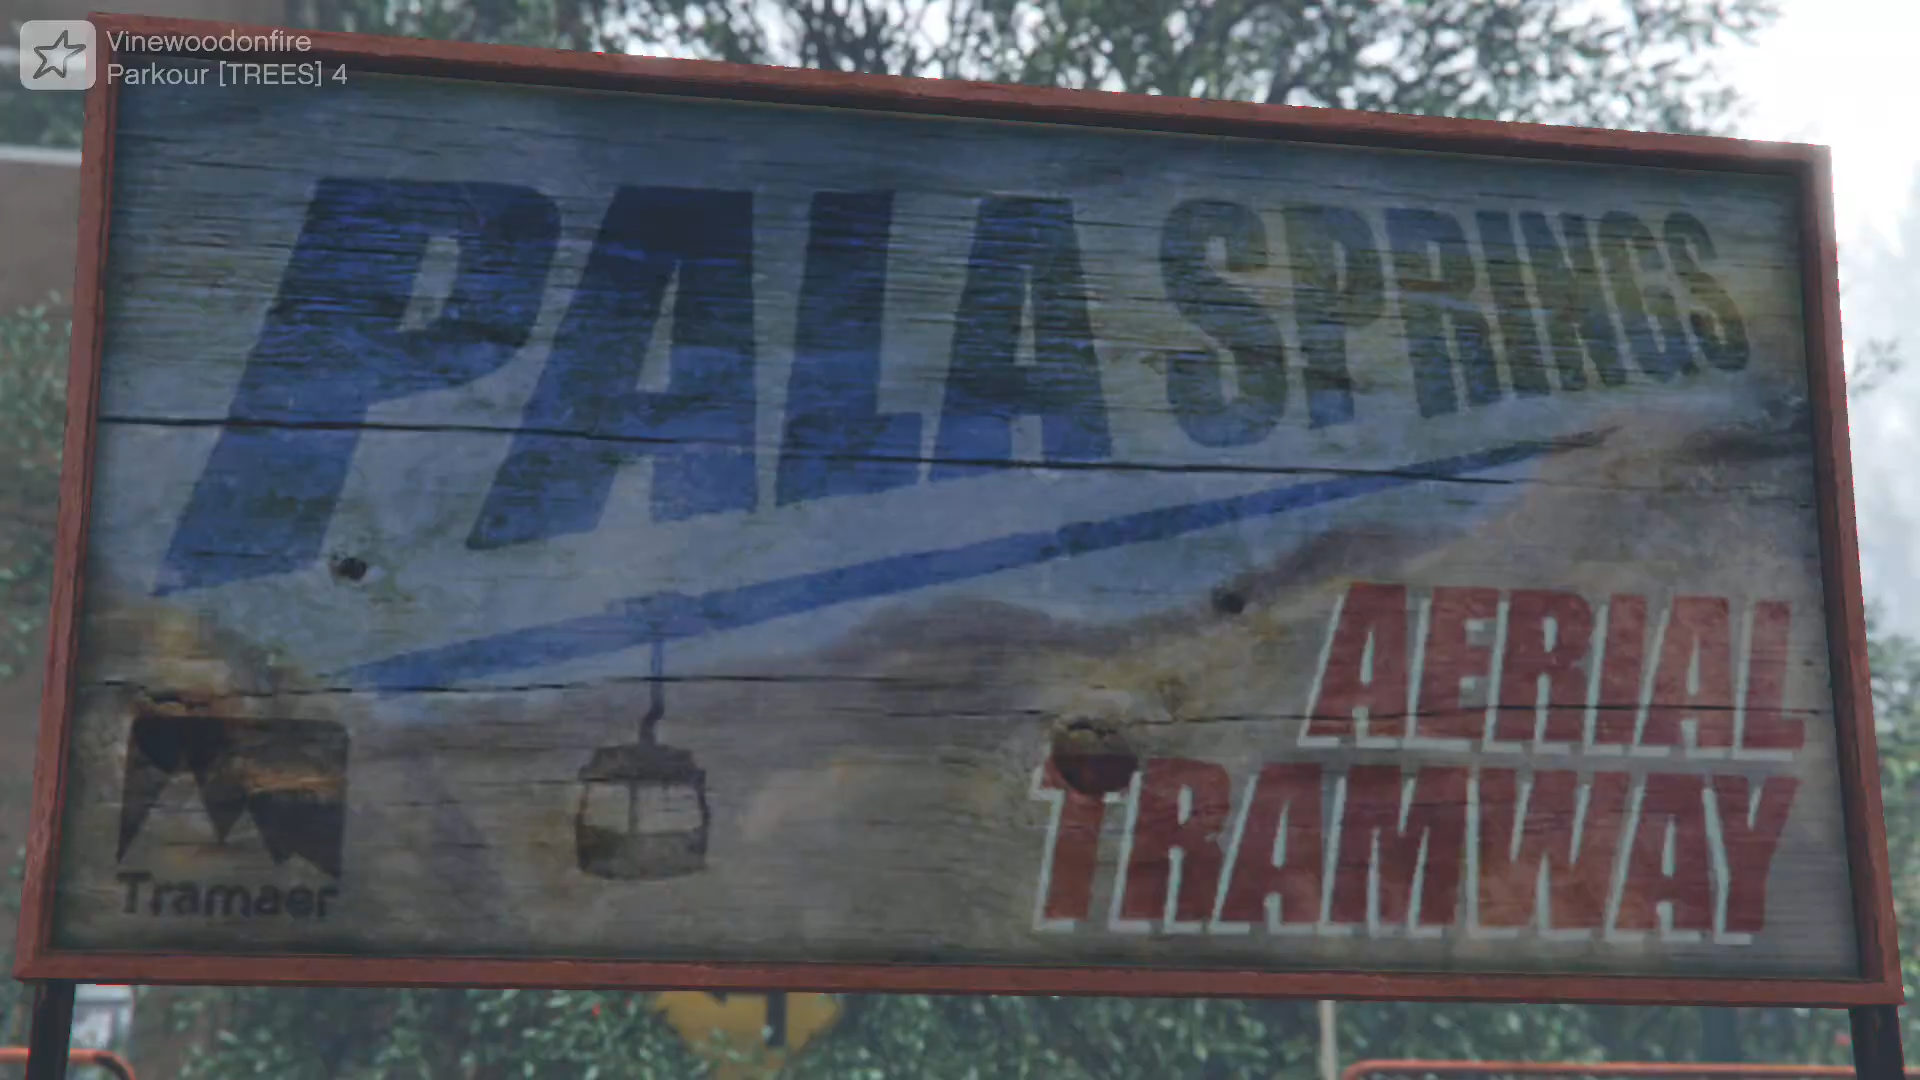 Vinewoodonfire
Parkour [TREES] 4
PALA SPRINGS
AERIAL
TRAMWAY
Tramaer